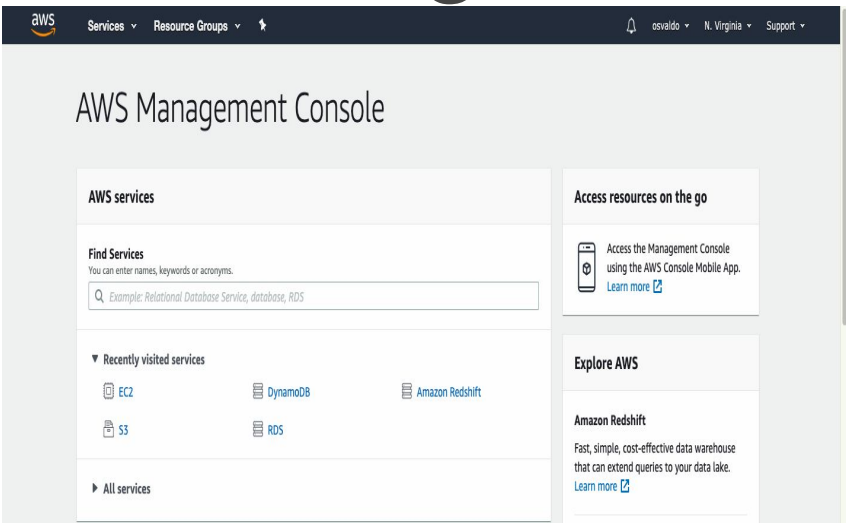 aws
Services
Resource Groups
osvaldo
N. Virginia
Support
AWS Management Console
AWS services
Find Services
You can enter names, keywords or acronyms.
Example: Relational Database Service, database, RDS
Recently visited services
EC2
DynamoDB
Amazon Redshift
S3
RDS
All services
Access resources on the go
Access the Management Console
using the AWS Console Mobile App.
Learn more
Explore AWS
Amazon Redshift
Fast, simple, cost-effective data warehouse
that can extend queries to your data lake.
Learn more